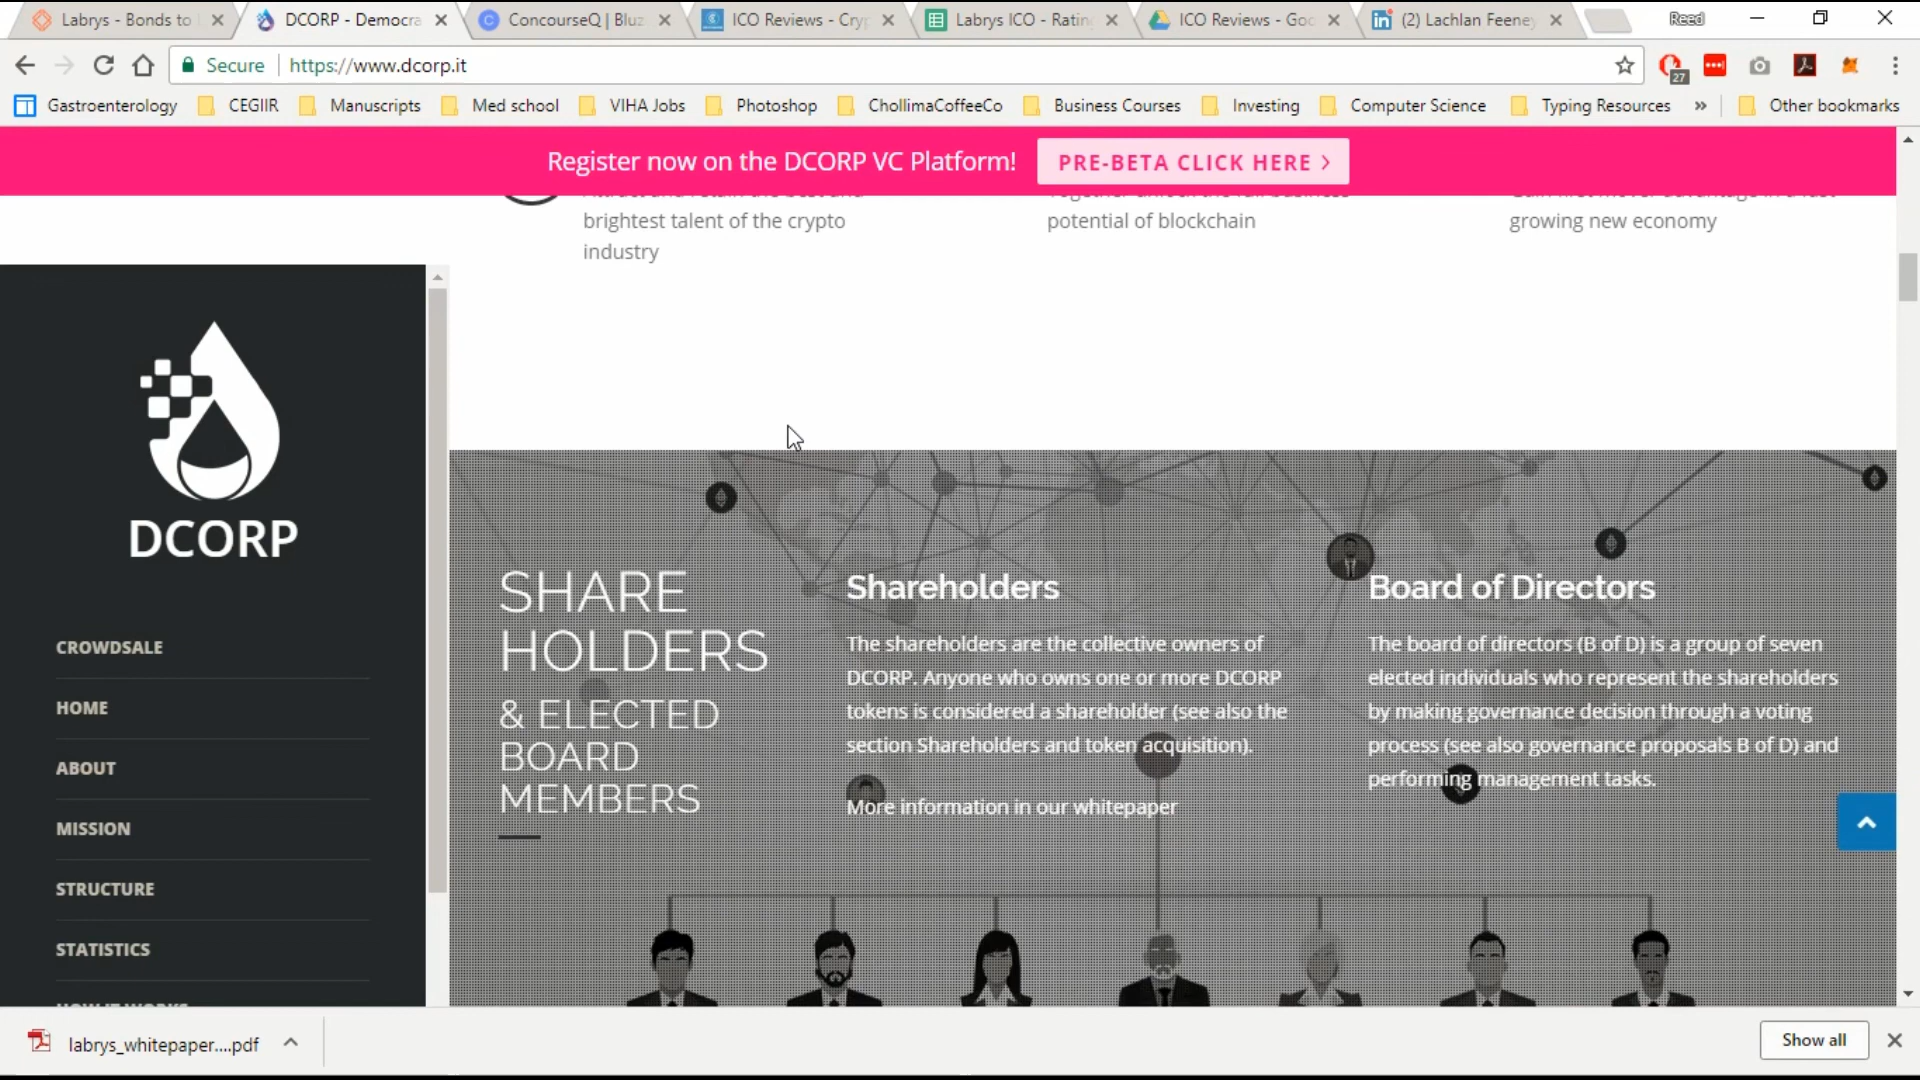 Labrys - Bonds to
DCORP - Democra
ConcourseQ | Bluz
ICO Reviews - Cry
Labrys ICO - Ratin
ICO Reviews - Goo
(2) Lachlan Feeney
Reed
Secure
https://www.dcorp.it
27
Gastroenterology
CEGIIR
Manuscripts
Med school
VIHA Jobs
Photoshop
ChollimaCoffeeCo
Business Courses
Investing
Computer Science
Typing Resources
»
Other bookmarks
Register now on the DCORP VC Platform!
PRE-BETA CLICK HERE >
brightest talent of the crypto
industry
potential of blockchain
growing new economy
DCORP
CROWDSALE
HOME
ABOUT
MISSION
STRUCTURE
STATISTICS
HOW IT WORKS
SHARE
HOLDERS
& ELECTED
BOARD
MEMBERS
Shareholders
The shareholders are the collective owners of
DCORP. Anyone who owns one or more DCORP
tokens is considered a shareholder (see also the
section Shareholders and token acquisition).
More information in our whitepaper
Board of Directors
The board of directors (B of D) is a group of seven
elected individuals who represent the shareholders
by making governance decision through a voting
process (see also governance proposals B of D) and
performing management tasks.
labrys_whitepaper....pdf
Show all